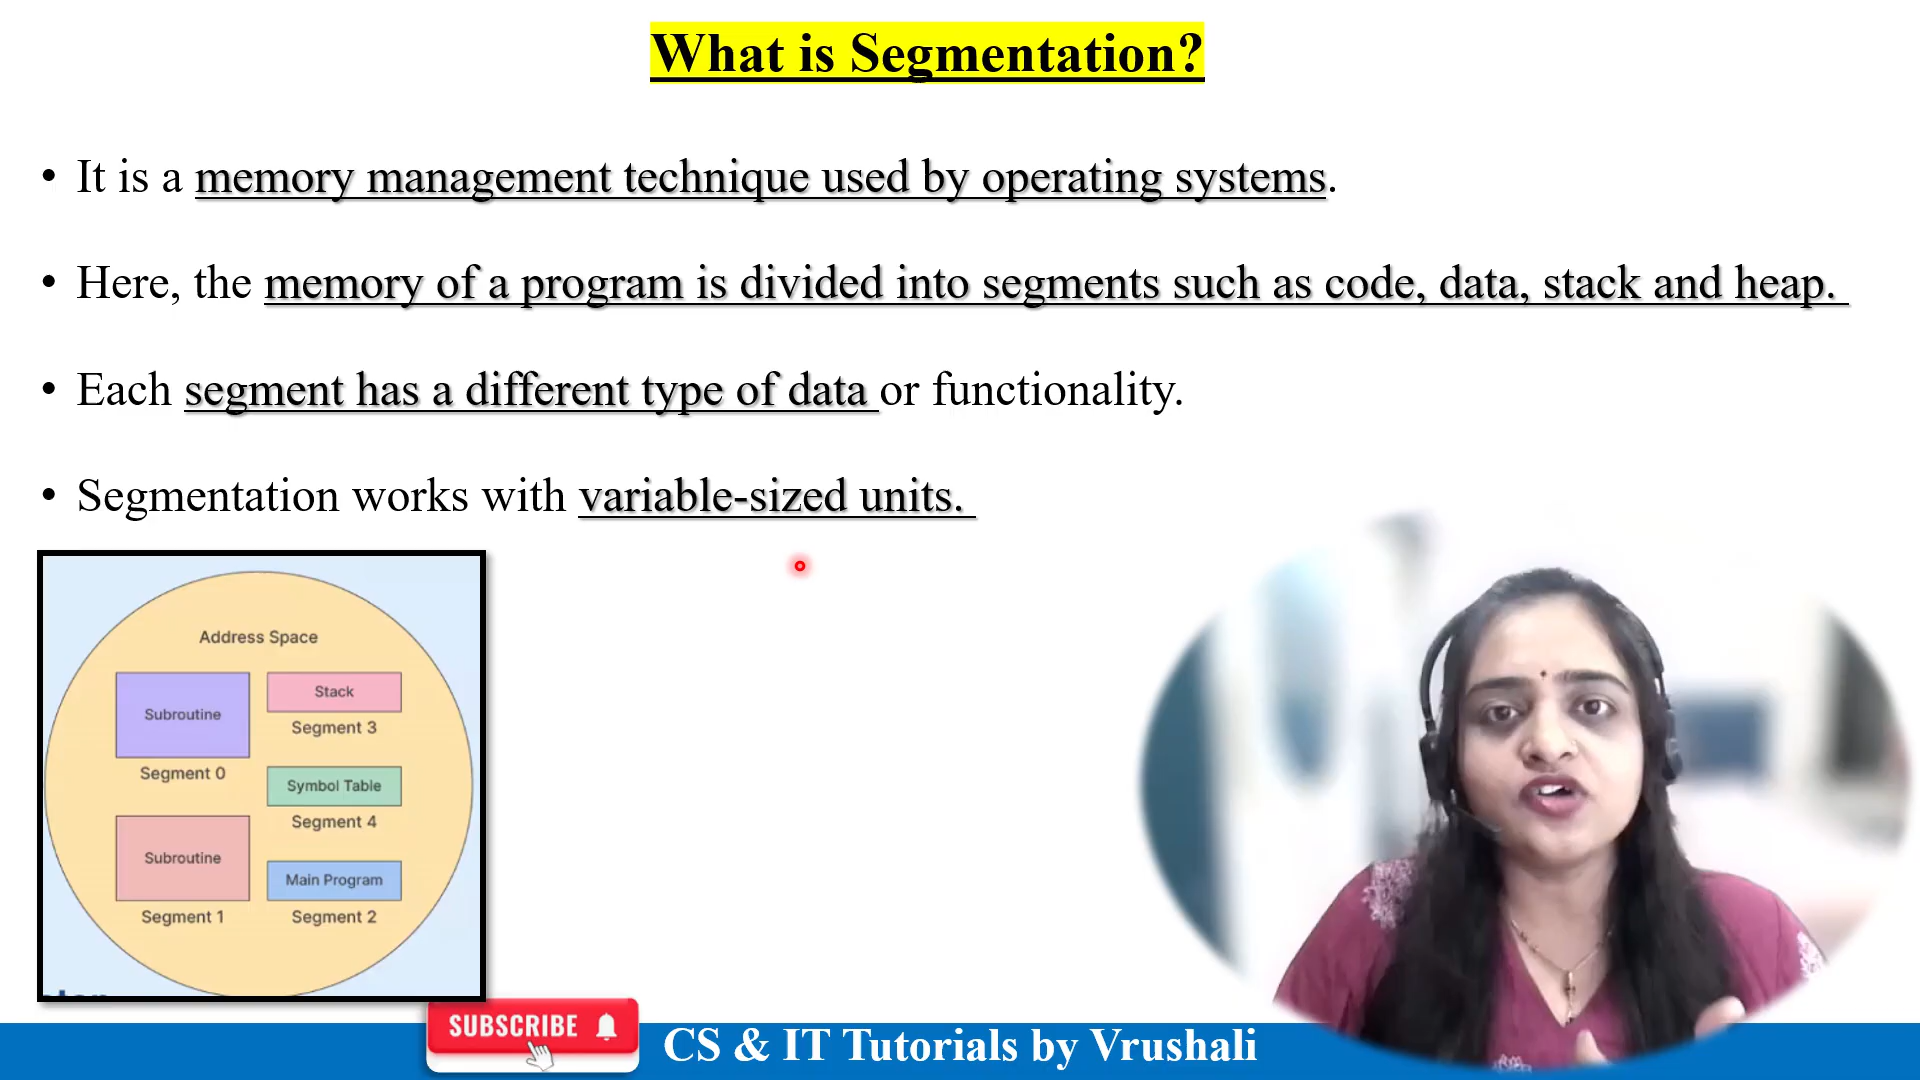 What is Segmentation?
• It is a memory management technique used by operating systems.
• Here, the memory of a program is divided into segments such as code, data, stack and heap.
• Each segment has a different type of data or functionality.
• Segmentation works with variable-sized units.
Address Space
Subroutine
Segment 0
Stack
Segment 3
Symbol Table
Segment 4
Subroutine
Segment 1
Main Program
Segment 2
SUBSCRIBE
CS & IT Tutorials by Vrushali